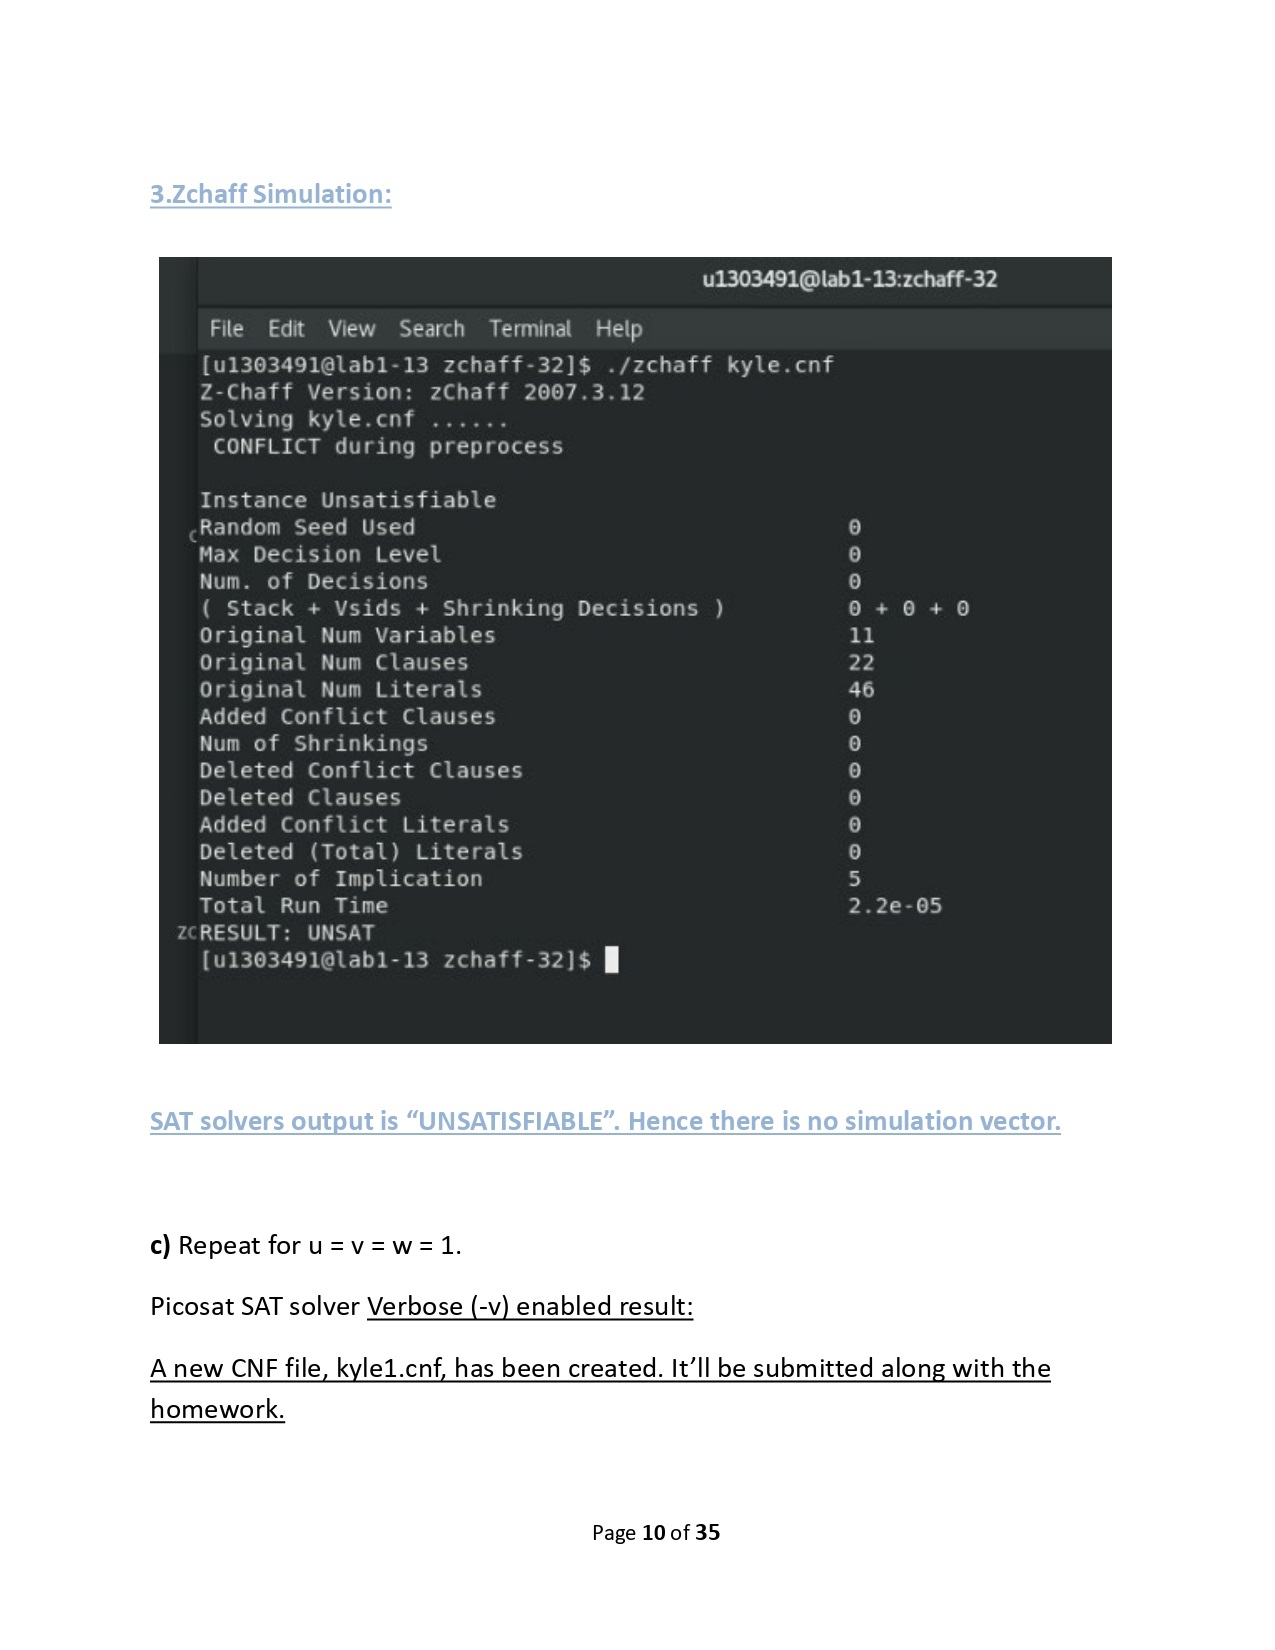 3.Zchaff Simulation:
u1303491@lab1-13:zchaff-32
File Edit View Search Terminal Help
[u1303491@lab1-13 zchaff-32]$ ./zchaff kyle.cnf
Z-Chaff Version: zChaff 2007.3.12
Solving kyle.cnf ......
CONFLICT during preprocess
Instance Unsatisfiable
Random Seed Used 0
Max Decision Level 0
Num. of Decisions 0
( Stack + Vsids + Shrinking Decisions ) 0 + 0 + 0
Original Num Variables 11
Original Num Clauses 22
Original Num Literals 46
Added Conflict Clauses 0
Num of Shrinkings 0
Deleted Conflict Clauses 0
Deleted Clauses 0
Added Conflict Literals 0
Deleted (Total) Literals 0
Number of Implication 5
Total Run Time 2.2e-05
zcRESULT: UNSAT
[u1303491@lab1-13 zchaff-32]$
SAT solvers output is “UNSATISFIABLE”. Hence there is no simulation vector.
c) Repeat for u = v = w = 1.
Picosat SAT solver Verbose (-v) enabled result:
A new CNF file, kyle1.cnf, has been created. It’ll be submitted along with the
homework.
Page 10 of 35